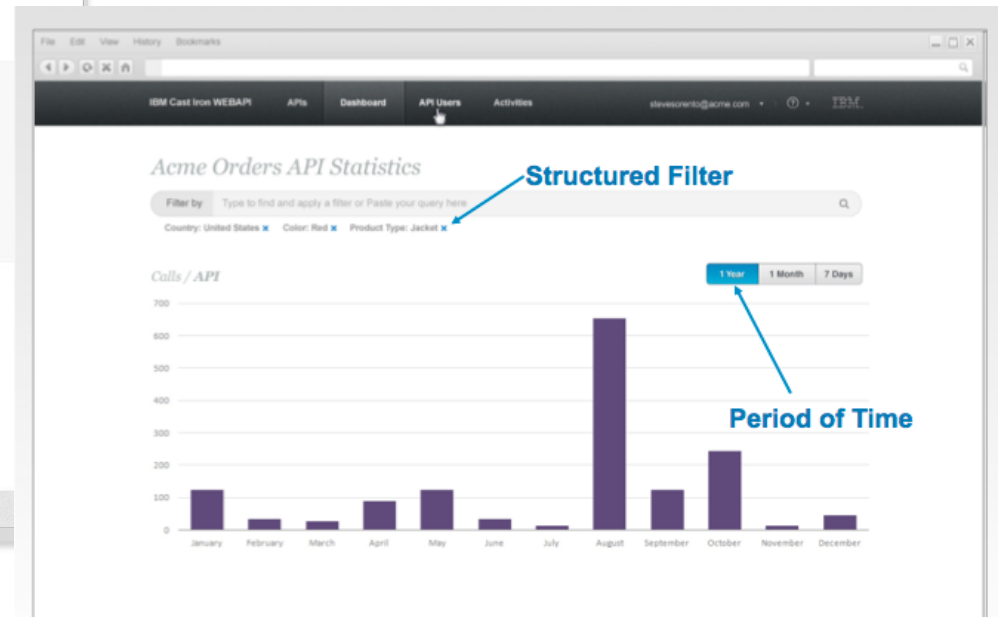 File Edit View History Bookmarks
IBM Cast Iron WEBAPI APIs Dashboard API Users Activities stevesorento@acme.com ? IBM.
Acme Orders API Statistics
Structured Filter
Filter by Type to find and apply a filter or Paste your query here
Country: United States x Color: Red x Product Type: Jacket x
Calls / API 1 Year 1 Month 7 Days
700
600
500
400
Period of Time
300
200
100
0
January February March April May June July August September October November December